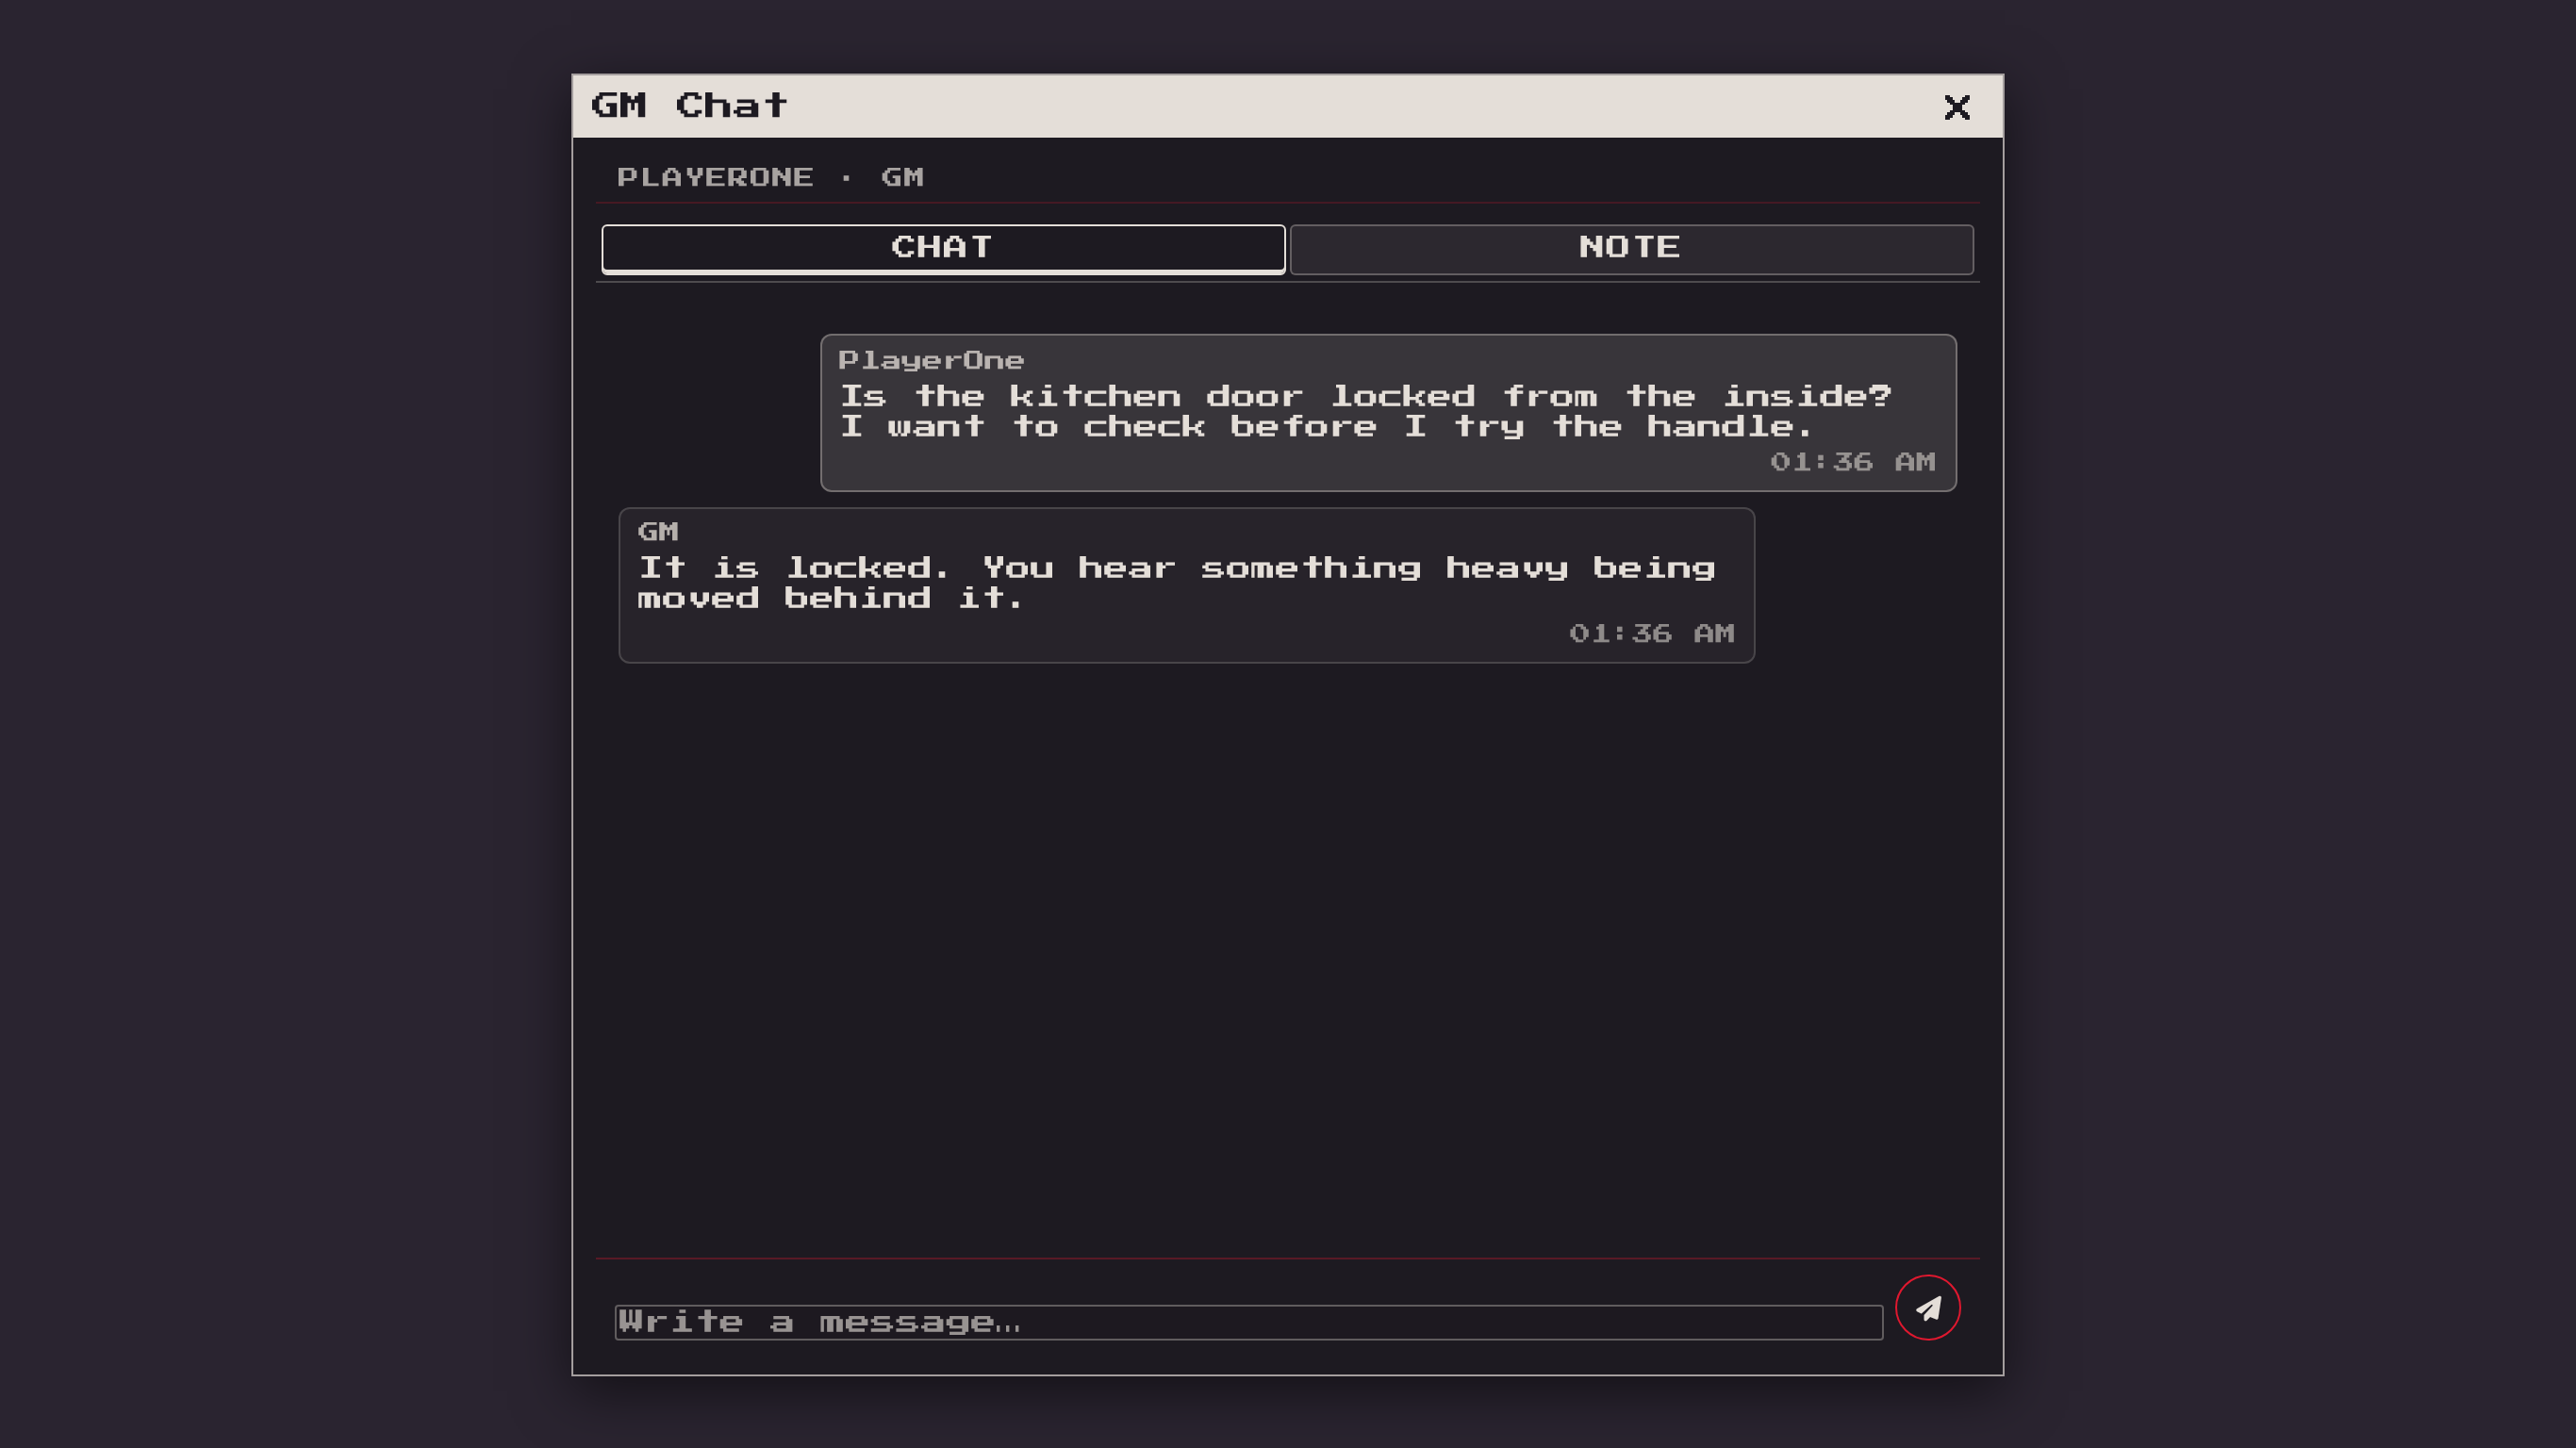 GM Chat
PLAYERONE · GM
CHAT
NOTE
PlayerOne
Is the kitchen door locked from the inside?
I want to check before I try the handle.
01:36 AM
GM
It is locked. You hear something heavy being
moved behind it.
01:36 AM
Write a message…